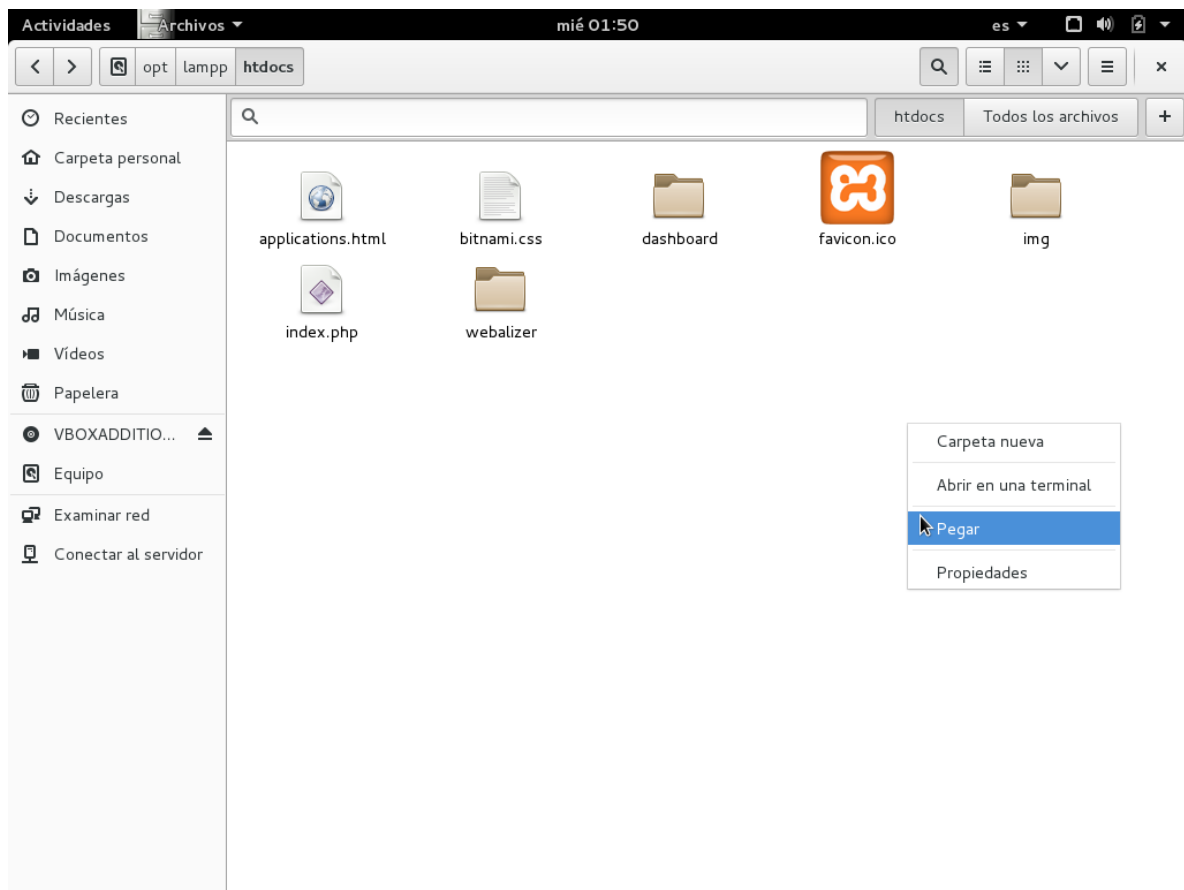 Actividades Archivos mié 01:50 es
opt lampp htdocs
htdocs Todos los archivos +
Recientes
Carpeta personal
Descargas
Documentos
Imágenes
Música
Vídeos
Papelera
VBOXADDITIO...
Equipo
Examinar red
Conectar al servidor
applications.html bitnami.css dashboard favicon.ico img
index.php webalizer
Carpeta nueva
Abrir en una terminal
Pegar
Propiedades